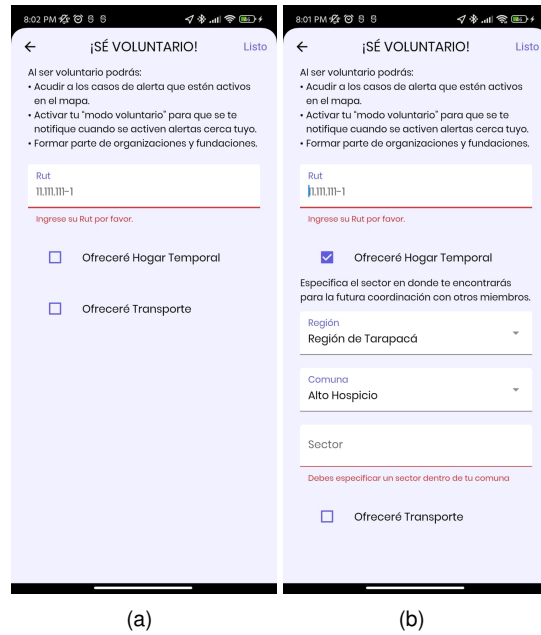 8:02 PM
¡SÉ VOLUNTARIO!
Listo
Al ser voluntario podrás:
• Acudir a los casos de alerta que estén activos
en el mapa.
• Activar tu "modo voluntario" para que se te
notifique cuando se activen alertas cerca tuyo.
• Formar parte de organizaciones y fundaciones.
Rut
11.111.111-1
Ingrese su Rut por favor.
Ofreceré Hogar Temporal
Ofreceré Transporte
(a)
8:01 PM
¡SÉ VOLUNTARIO!
Listo
Al ser voluntario podrás:
• Acudir a los casos de alerta que estén activos
en el mapa.
• Activar tu "modo voluntario" para que se te
notifique cuando se activen alertas cerca tuyo.
• Formar parte de organizaciones y fundaciones.
Rut
11.111.111-1
Ingrese su Rut por favor.
Ofreceré Hogar Temporal
Especifica el sector en donde te encontrarás
para la futura coordinación con otros miembros.
Región
Región de Tarapacá
Comuna
Alto Hospicio
Sector
Debes especificar un sector dentro de tu comuna
Ofreceré Transporte
(b)